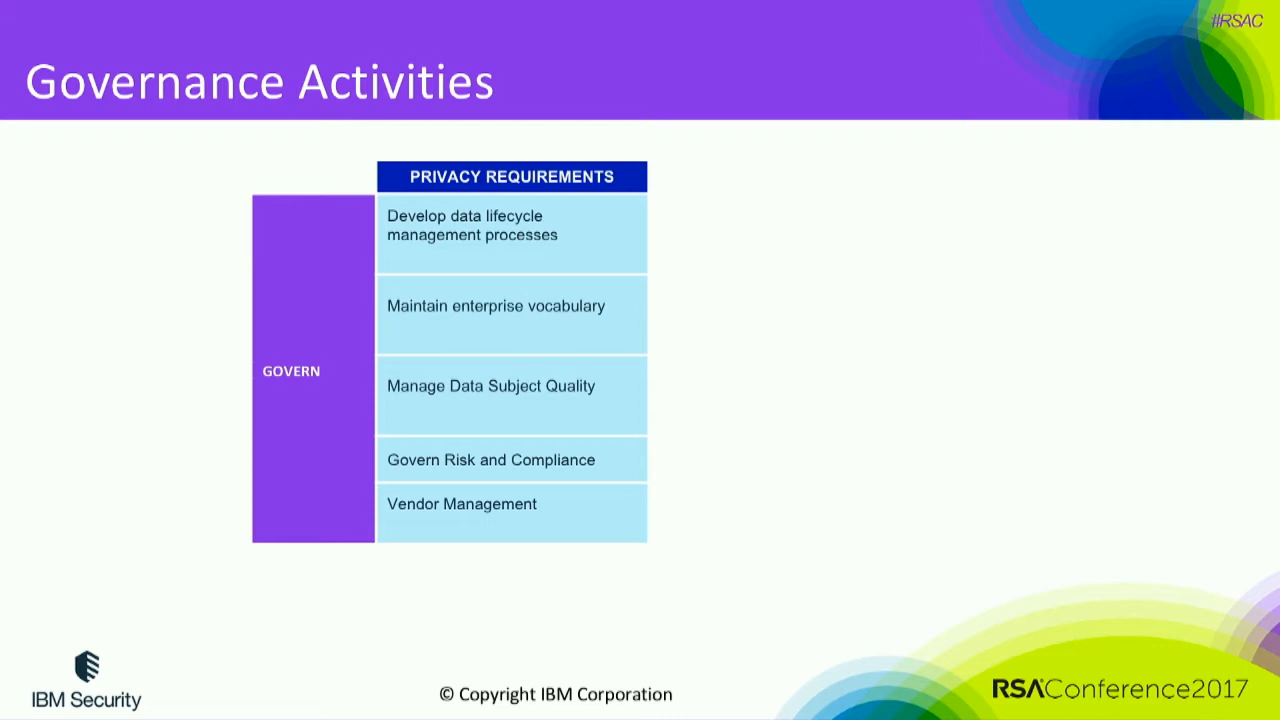 #RSAC
Governance Activities
PRIVACY REQUIREMENTS
Develop data lifecycle
management processes
Maintain enterprise vocabulary
GOVERN
Manage Data Subject Quality
Govern Risk and Compliance
Vendor Management
IBM Security
© Copyright IBM Corporation
RSAConference2017